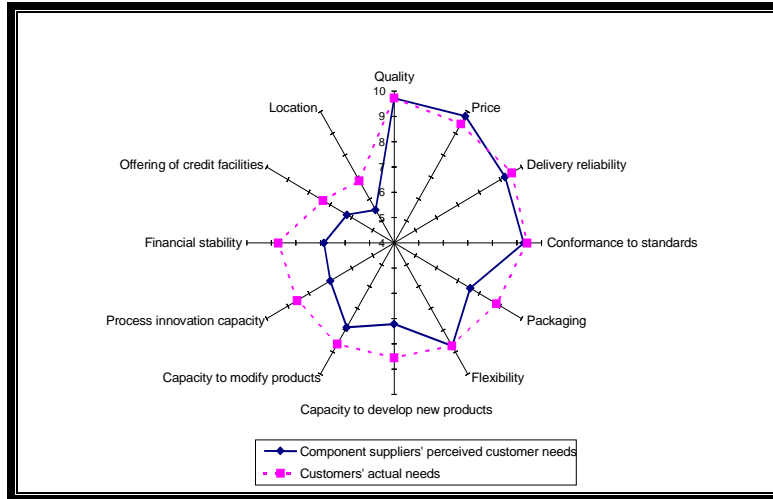 Quality
10
Location
9
Price
8
Offering of credit facilities
7
Delivery reliability
6
5
Financial stability
4
Conformance to standards
Process innovation capacity
Packaging
Capacity to modify products
Flexibility
Capacity to develop new products
Component suppliers' perceived customer needs
Customers' actual needs